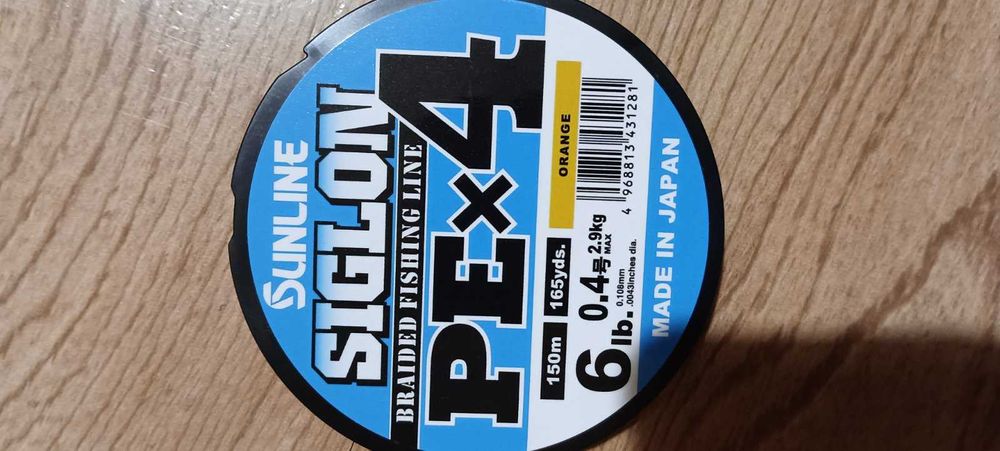 SUNLINE
SIGLON
BRAIDED FISHING LINE
PE×4
150m 165yds. ORANGE
6lb. 0.4号 2.9kg MAX
0.108mm
.0043inches dia.
4 968813 431281
MADE IN JAPAN